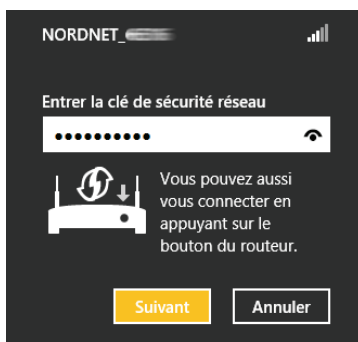 NORDNET_
Entrer la clé de sécurité réseau
Vous pouvez aussi
vous connecter en
appuyant sur le
bouton du routeur.
Suivant Annuler